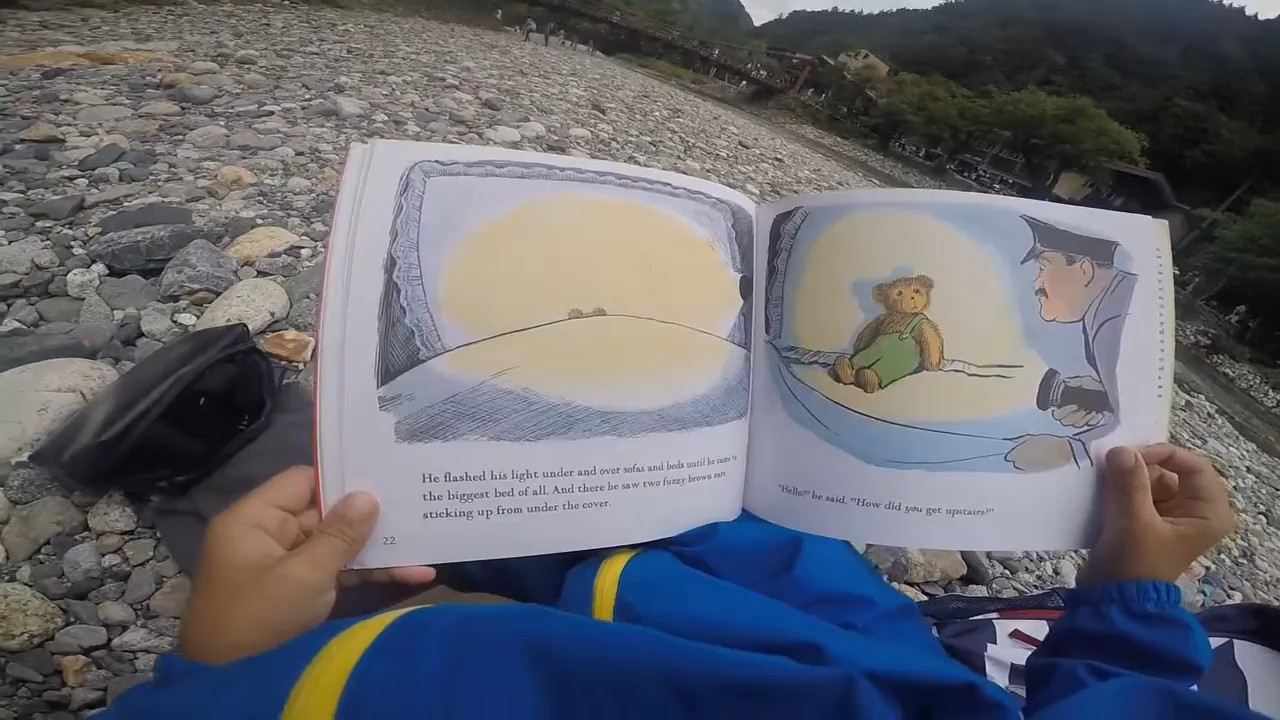 He flashed his light under and over sofas and beds until he came to
the biggest bed of all. And there he saw two fuzzy brown ears
sticking up from under the cover.
22
"Hello!" he said. "How did you get upstairs?"